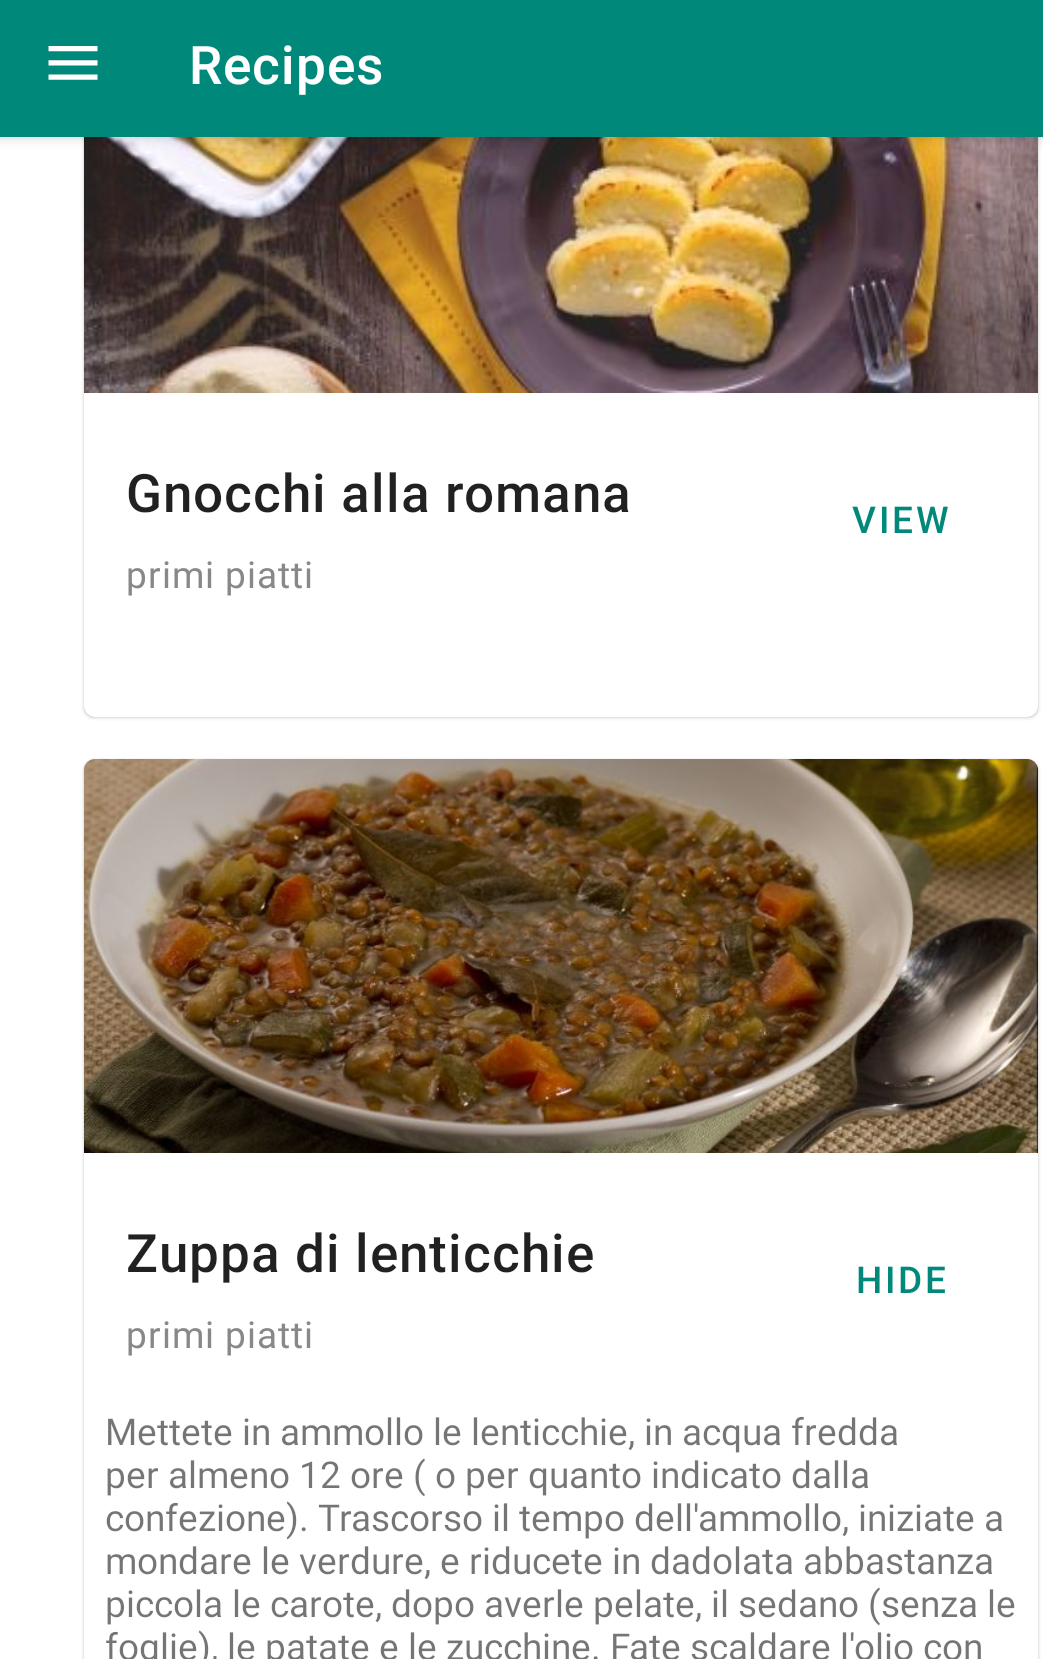 Recipes
Gnocchi alla romana
VIEW
primi piatti
Zuppa di lenticchie
HIDE
primi piatti
Mettete in ammollo le lenticchie, in acqua fredda
per almeno 12 ore ( o per quanto indicato dalla
confezione). Trascorso il tempo dell'ammollo, iniziate a
mondare le verdure, e riducete in dadolata abbastanza
piccola le carote, dopo averle pelate, il sedano (senza le
foglie), le patate e le zucchine. Fate scaldare l'olio con